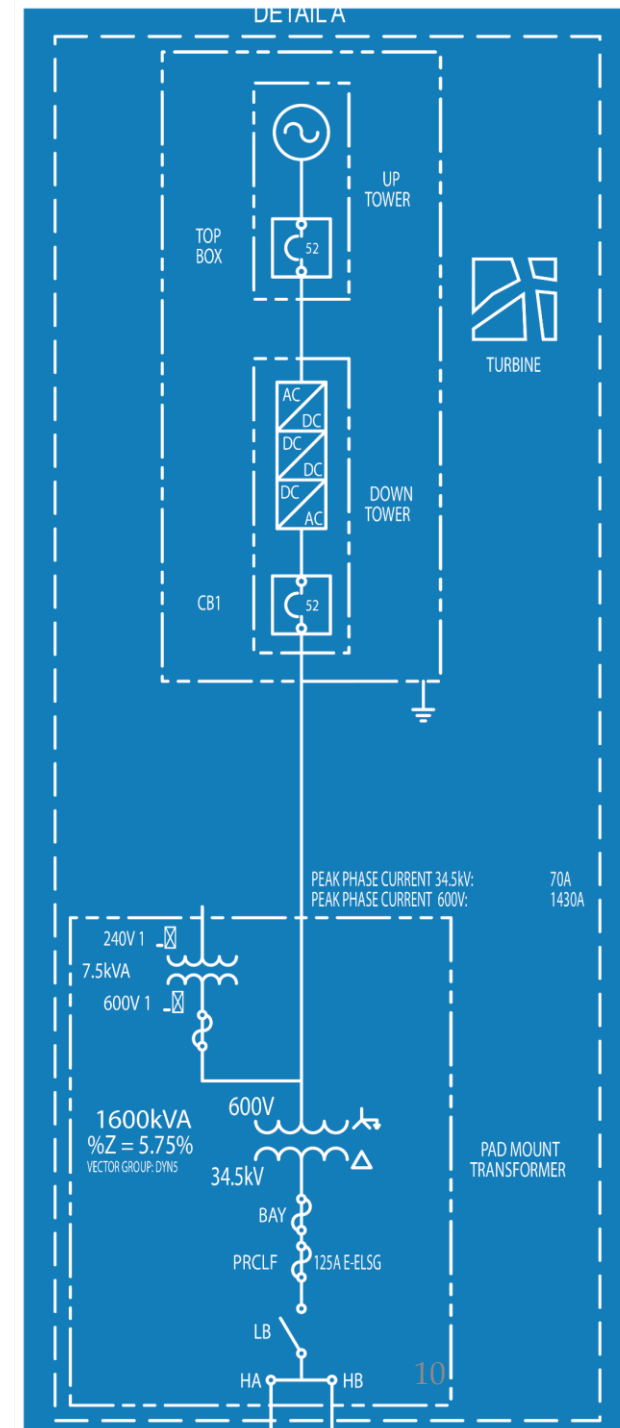 DETAIL A
UP
TOWER
TOP
BOX
52
TURBINE
AC
DC
DC
DC
DC
AC
DOWN
TOWER
CB1
52
PEAK PHASE CURRENT 34.5kV: 70A
PEAK PHASE CURRENT 600V: 1430A
240V 1
7.5kVA
600V 1
600V
1600kVA
%Z = 5.75%
VECTOR GROUP: DYN5
34.5kV
PAD MOUNT
TRANSFORMER
BAY
PRCLF 125A E-ELSG
LB
HA HB
10